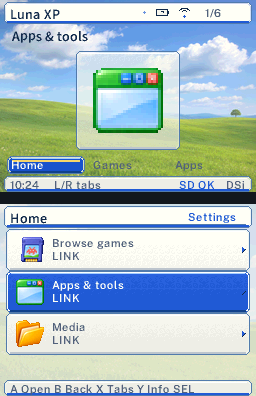 Luna XP 1/6
Apps & tools
Home Games Apps
10:24 L/R tabs SD OK DSi
Home Settings
Browse games
LINK
Apps & tools
LINK
Media
LINK
A Open B Back X Tabs Y Info SEL